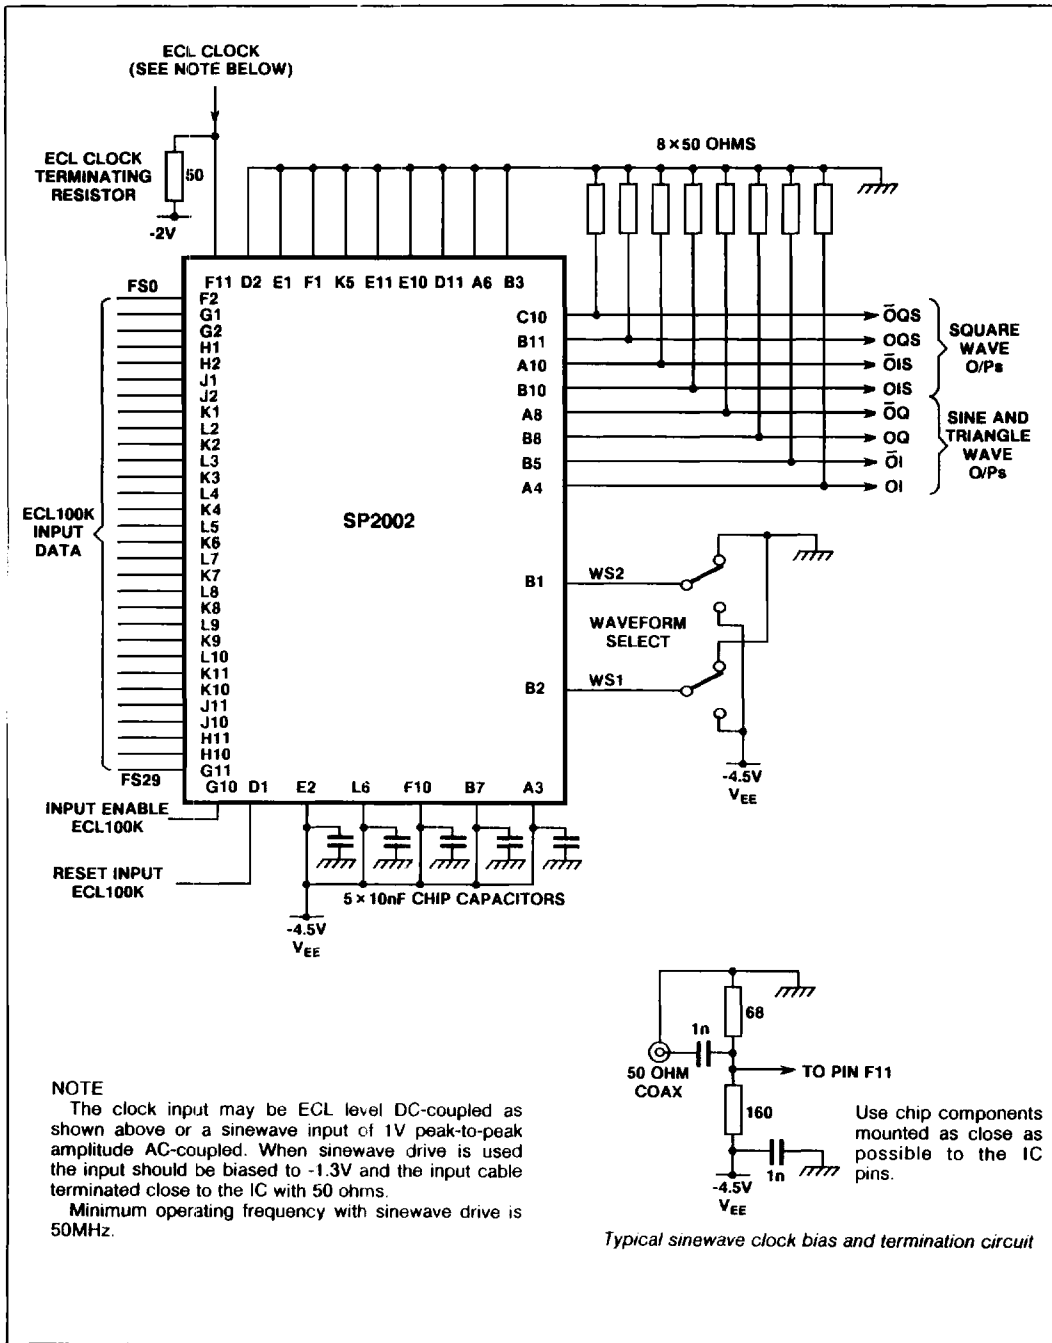 ECL CLOCK
(SEE NOTE BELOW)
ECL CLOCK
TERMINATING
RESISTOR
50
-2V
8 × 50 OHMS
F11 D2 E1 F1 K5 E11 E10 D11 A6 B3
FS0
F2
G1
G2
H1
H2
J1
J2
K1
L2
K2
L3
K3
L4
K4
L5
K6
L7
K7
L8
K8
L9
K9
L10
K11
K10
J11
J10
H11
H10
G11
FS29
ECL100K
INPUT
DATA
SP2002
C10
B11
A10
B10
A8
B8
B5
A4
O̅QS
OQS
O̅IS
OIS
O̅Q
OQ
O̅I
OI
SQUARE
WAVE
O/Ps
SINE AND
TRIANGLE
WAVE
O/Ps
B1
WS2
WAVEFORM
SELECT
B2
WS1
-4.5V
VEE
G10 D1 E2 L6 F10 B7 A3
INPUT ENABLE
ECL100K
RESET INPUT
ECL100K
5 × 10nF CHIP CAPACITORS
-4.5V
VEE
68
1n
50 OHM
COAX
TO PIN F11
160
1n
-4.5V
VEE
Use chip components
mounted as close as
possible to the IC
pins.
Typical sinewave clock bias and termination circuit
NOTE
The clock input may be ECL level DC-coupled as
shown above or a sinewave input of 1V peak-to-peak
amplitude AC-coupled. When sinewave drive is used
the input should be biased to -1.3V and the input cable
terminated close to the IC with 50 ohms.
Minimum operating frequency with sinewave drive is
50MHz.